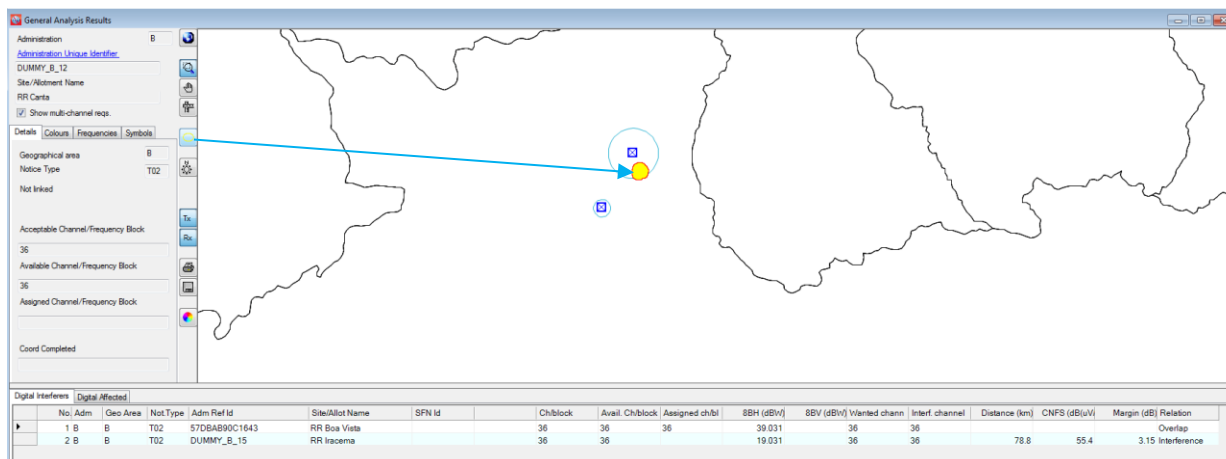 General Analysis Results
Administration B
Administration Unique Identifier
DUMMY_B_12
Site/Allotment Name
RR Canta
Show multi-channel reqs.
Details Colours Frequencies Symbols
Geographical area B
Notice Type T02
Not linked
Acceptable Channel/Frequency Block
36
Available Channel/Frequency Block
36
Assigned Channel/Frequency Block
Coord Completed
Tx
Rx
Digital Interferers Digital Affected
No. Adm Geo Area Not.Type Adm Ref Id Site/Allot Name SFN Id Ch/block Avail. Ch/block Assigned ch/bl 8BH (dBW) 8BV (dBW) Wanted chann Interf. channel Distance (km) CNFS (dB(uV/ Margin (dB) Relation
1 B B T02 57DBAB90C1643 RR Boa Vista 36 36 36 39.031 36 36 Overlap
2 B B T02 DUMMY_B_15 RR Iracema 36 36 19.031 36 36 78.8 55.4 3.15 Interference